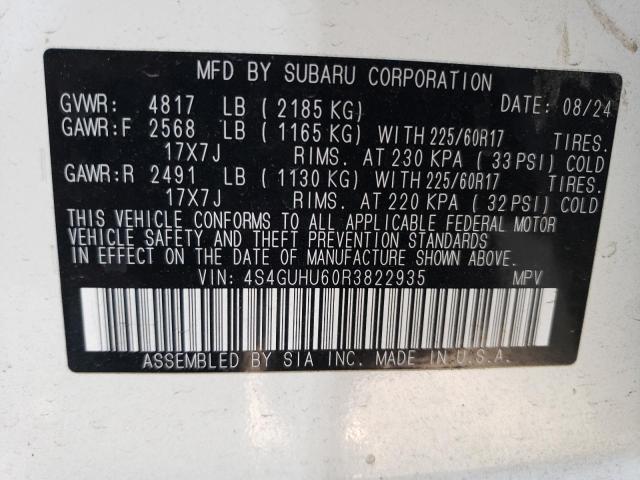 MFD BY SUBARU CORPORATION
GVWR: 4817 LB ( 2185 KG) DATE: 08/24
GAWR:F 2568 LB ( 1165 KG) WITH 225/60R17 TIRES.
17X7J RIMS. AT 230 KPA ( 33 PSI) COLD
GAWR:R 2491 LB ( 1130 KG) WITH 225/60R17 TIRES.
17X7J RIMS. AT 220 KPA ( 32 PSI) COLD
THIS VEHICLE CONFORMS TO ALL APPLICABLE FEDERAL MOTOR
VEHICLE SAFETY AND THEFT PREVENTION STANDARDS
IN EFFECT ON THE DATE OF MANUFACTURE SHOWN ABOVE.
VIN: 4S4GUHU60R3822935 MPV
ASSEMBLED BY SIA INC. MADE IN U.S.A.